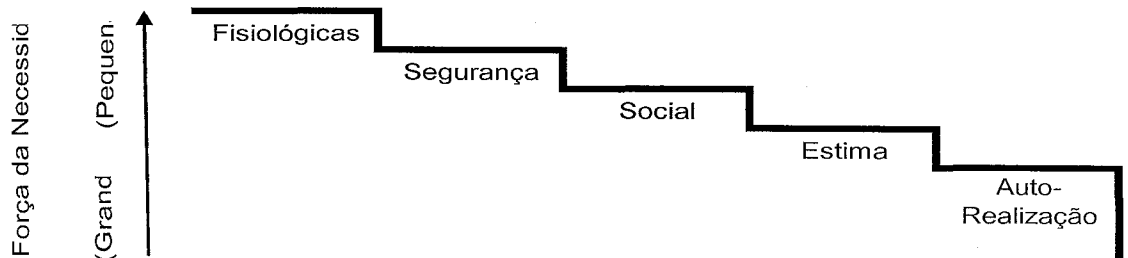 Força da Necessid
(Grand (Pequen
Fisiológicas
Segurança
Social
Estima
Auto-
Realização